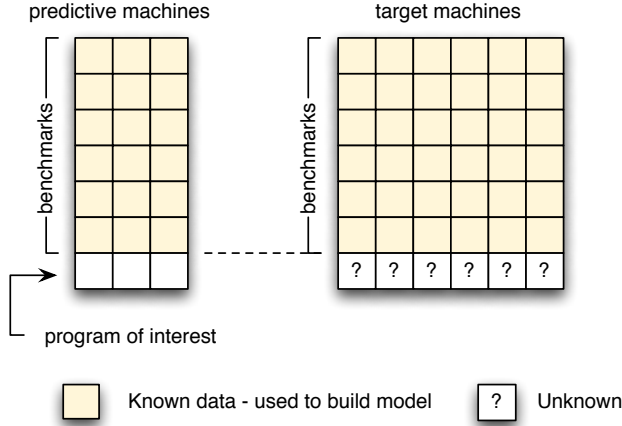 predictive machines
target machines
benchmarks
benchmarks
? ? ? ? ? ?
program of interest
Known data - used to build model
? Unknown